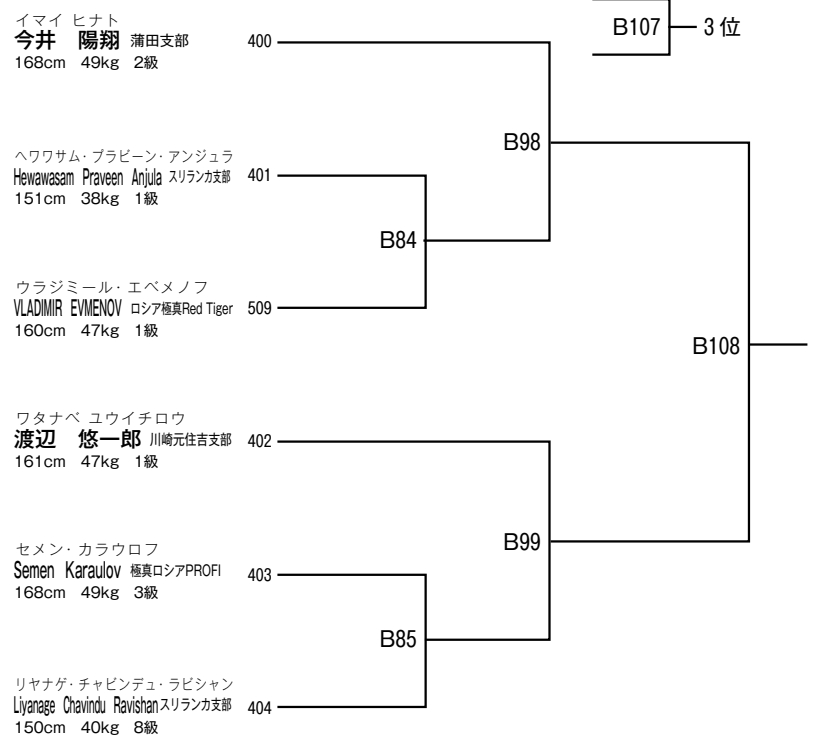 B107 3位
イマイ ヒナト
今井 陽翔 蒲田支部 400
168cm 49kg 2級
B98
ヘワワサム・プラビーン・アンジュラ
Hewawasam Praveen Anjula スリランカ支部 401
151cm 38kg 1級
B84
ウラジミール・エベメノフ
VLADIMIR EVMENOV ロシア極真Red Tiger 509
160cm 47kg 1級
B108
ワタナベ ユウイチロウ
渡辺 悠一郎 川崎元住吉支部 402
161cm 47kg 1級
B99
セメン・カラウロフ
Semen Karaulov 極真ロシアPROFI 403
168cm 49kg 3級
B85
リヤナゲ・チャビンデュ・ラビシャン
Liyanage Chavindu Ravishan スリランカ支部 404
150cm 40kg 8級